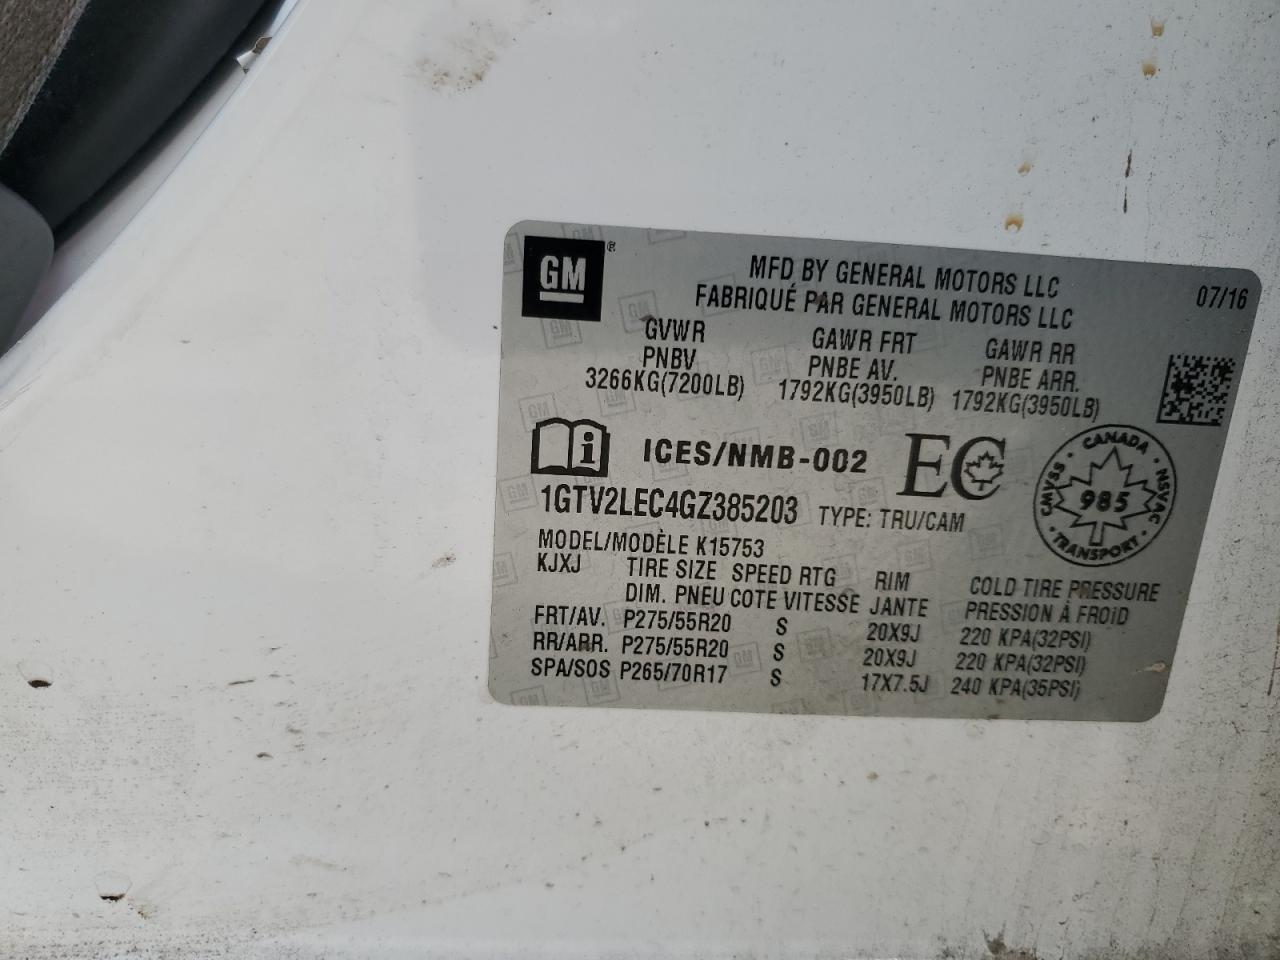 GM®
MFD BY GENERAL MOTORS LLC
FABRIQUÉ PAR GENERAL MOTORS LLC
07/16
GVWR GAWR FRT GAWR RR
PNBV PNBE AV. PNBE ARR.
3266KG(7200LB) 1792KG(3950LB) 1792KG(3950LB)
i ICES/NMB-002 EC
CANADA · NSVAC · TRANSPORT · CMVSS ·
985
1GTV2LEC4GZ385203 TYPE: TRU/CAM
MODEL/MODÈLE K15753
KJXJ TIRE SIZE SPEED RTG RIM COLD TIRE PRESSURE
DIM. PNEU COTE VITESSE JANTE PRESSION À FROID
FRT/AV. P275/55R20 S 20X9J 220 KPA(32PSI)
RR/ARR. P275/55R20 S 20X9J 220 KPA(32PSI)
SPA/SOS P265/70R17 S 17X7.5J 240 KPA(35PSI)